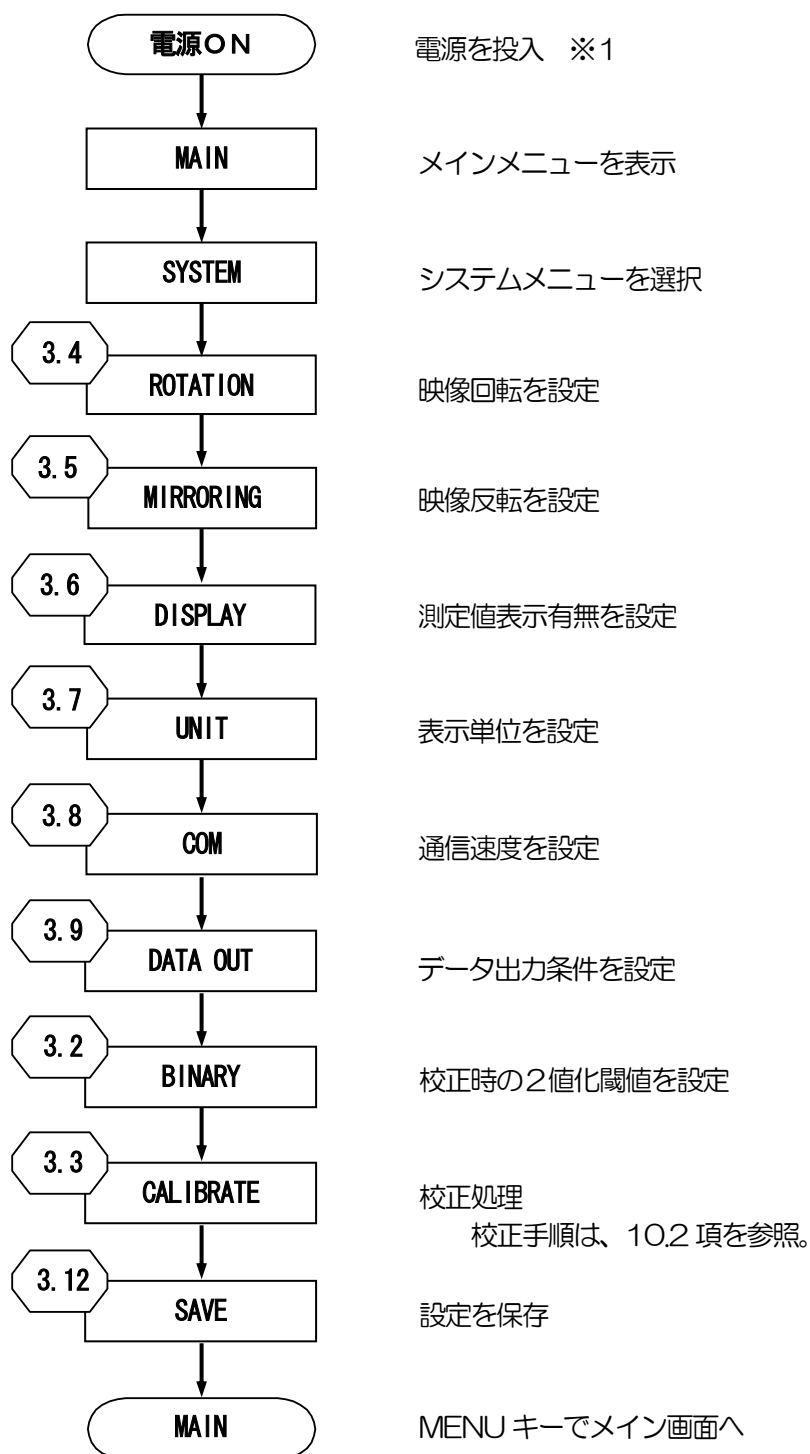 電源ON 電源を投入 ※1
MAIN メインメニューを表示
SYSTEM システムメニューを選択
3.4 ROTATION 映像回転を設定
3.5 MIRRORING 映像反転を設定
3.6 DISPLAY 測定値表示有無を設定
3.7 UNIT 表示単位を設定
3.8 COM 通信速度を設定
3.9 DATA OUT データ出力条件を設定
3.2 BINARY 校正時の2値化閾値を設定
3.3 CALIBRATE 校正処理
校正手順は、10.2 項を参照。
3.12 SAVE 設定を保存
MAIN MENU キーでメイン画面へ